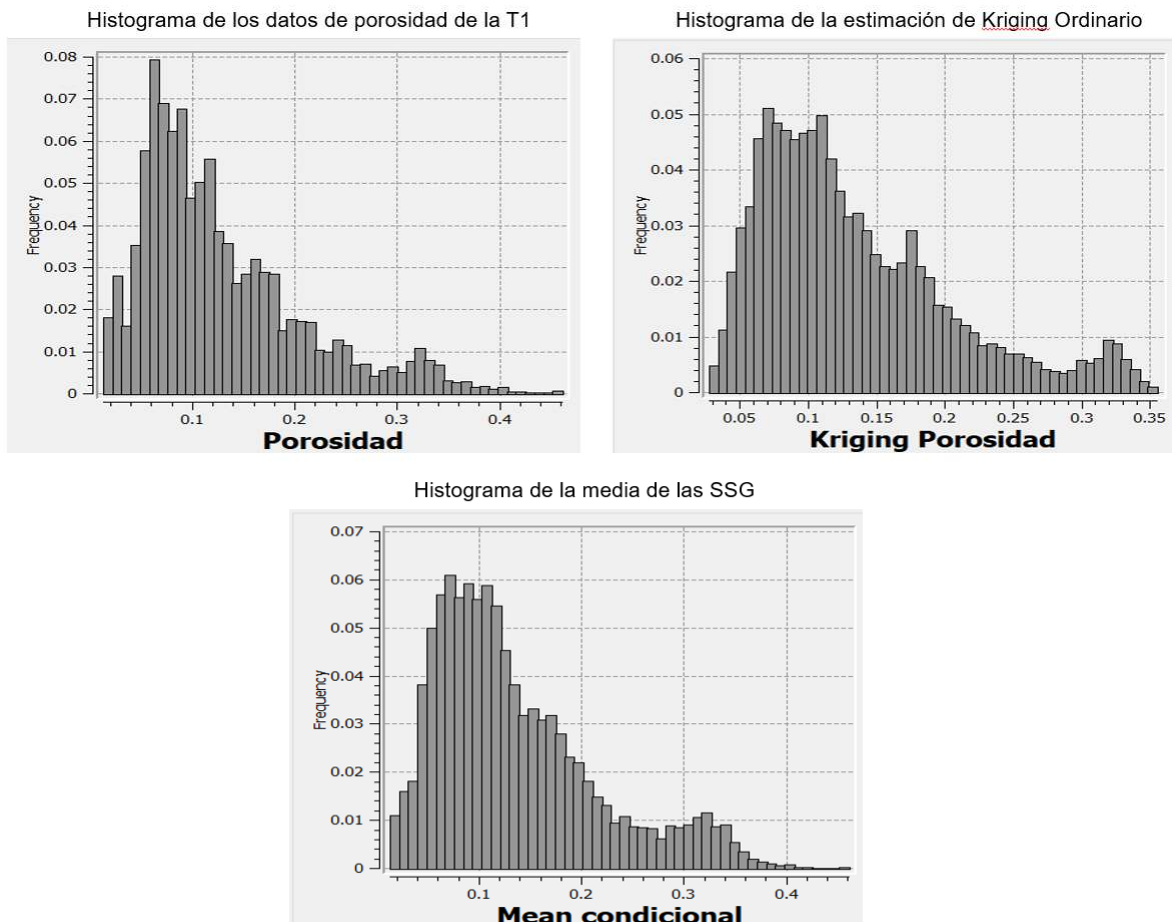 Histograma de los datos de porosidad de la T1
0.08
0.07
0.06
0.05
0.04
0.03
0.02
0.01
0
Frequency
0.1 0.2 0.3 0.4
Porosidad
Histograma de la estimación de Kriging Ordinario
0.06
0.05
0.04
0.03
0.02
0.01
0
Frequency
0.05 0.1 0.15 0.2 0.25 0.3 0.35
Kriging Porosidad
Histograma de la media de las SSG
0.07
0.06
0.05
0.04
0.03
0.02
0.01
0
Frequency
0.1 0.2 0.3 0.4
Mean condicional